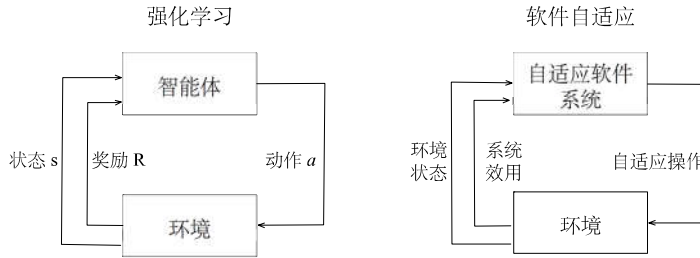 强化学习
智能体
状态 s
奖励 R
动作 a
环境
软件自适应
自适应软件
系统
环境
状态
系统
效用
自适应操作
环境